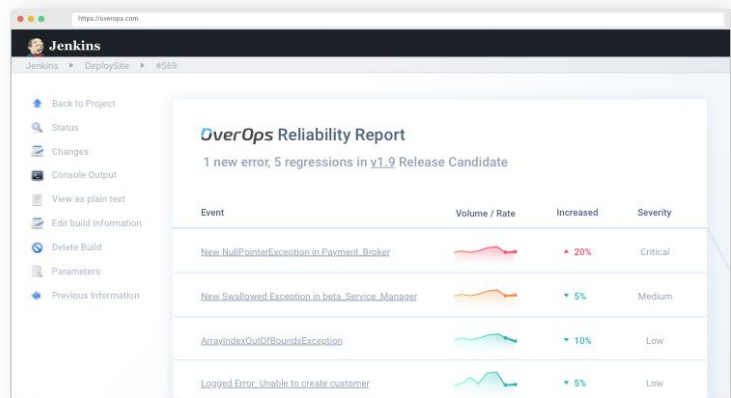 https://overops.com
Jenkins
Jenkins DeploySite #569
Back to Project
Status
Changes
Console Output
View as plain text
Edit build Information
Delete Build
Parameters
Previous Information
OverOps Reliability Report
1 new error, 5 regressions in v1.9 Release Candidate
Event Volume / Rate Increased Severity
New NullPointerException in Payment_Broker 20% Critical
New Swallowed Exception in beta_Service_Manager 5% Medium
ArrayIndexOutOfBoundsException 10% Low
Logged Error: Unable to create customer 5% Low